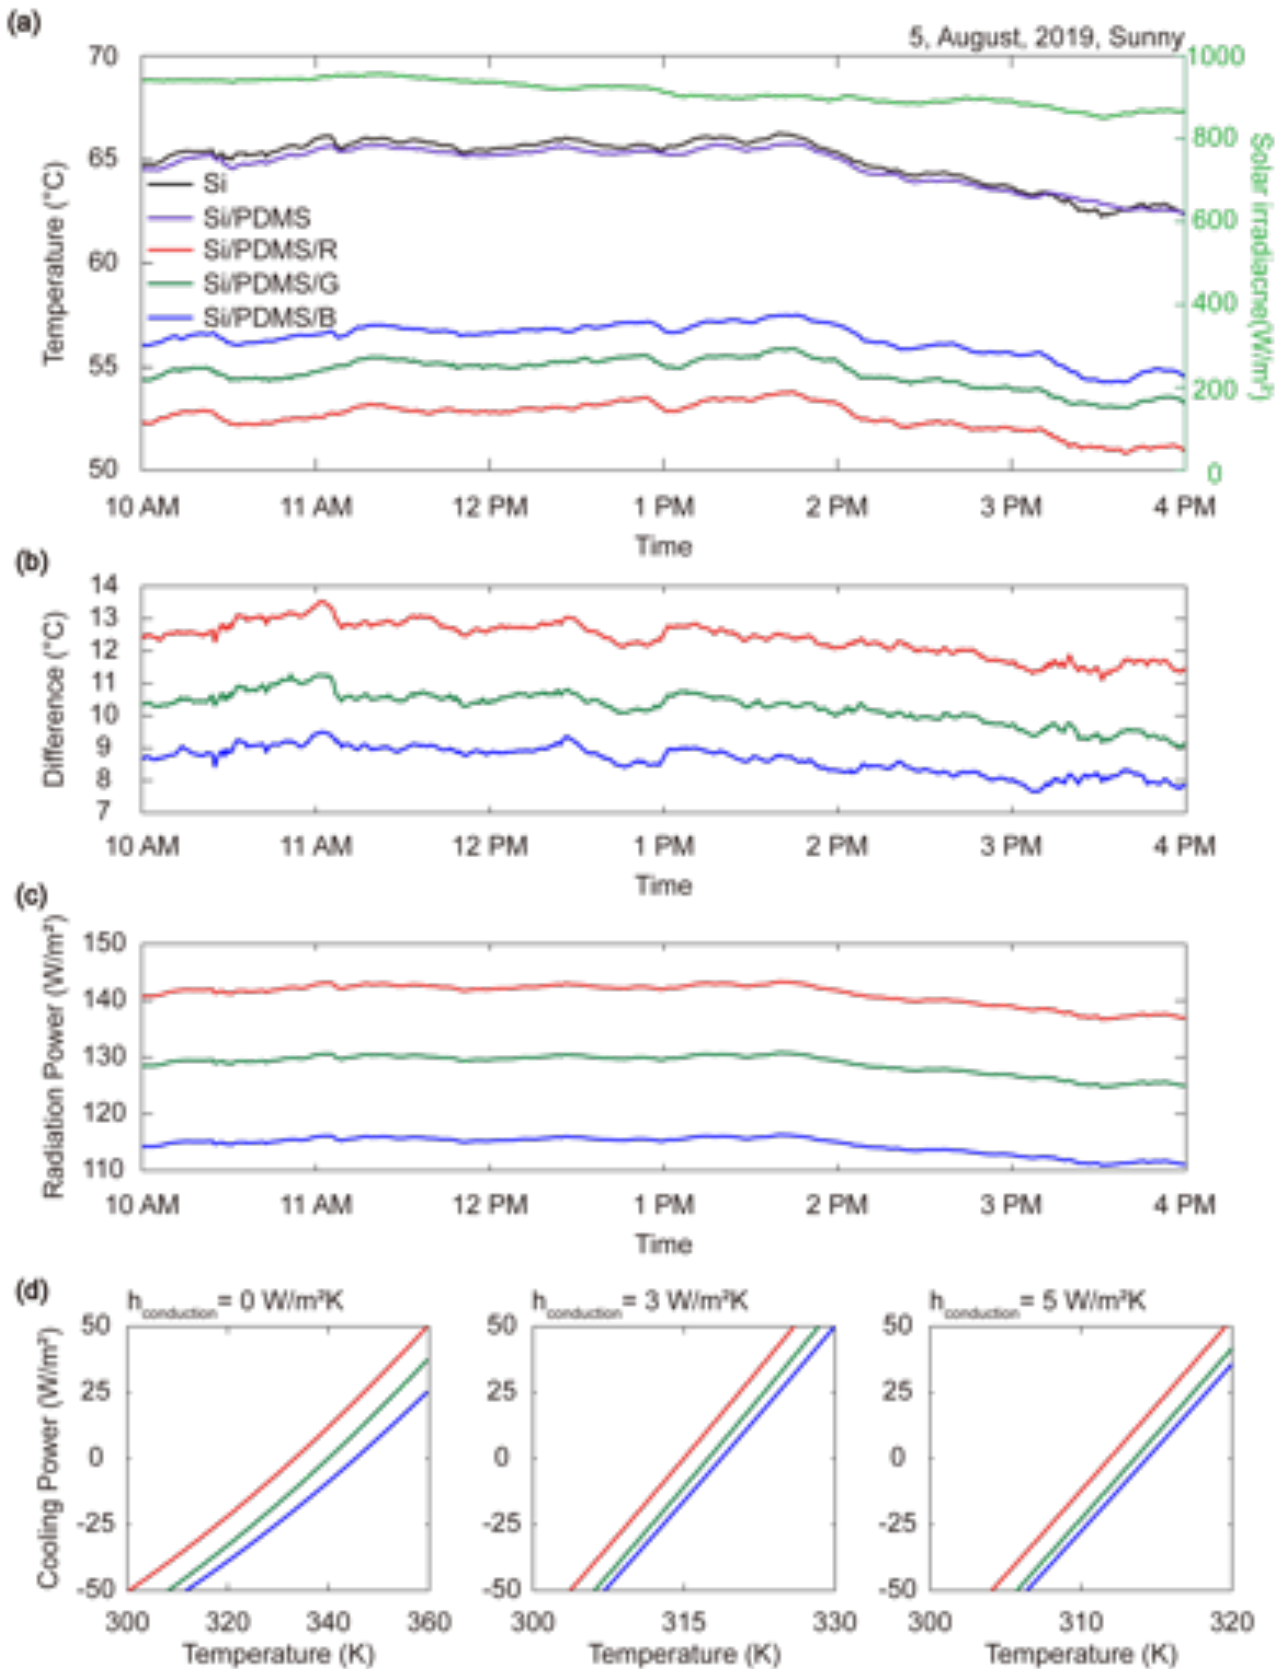 (a)
5, August, 2019, Sunny
70
65
60
55
50
Temperature (°C)
1000
800
600
400
200
0
Solar irradiacne(W/m²)
Si
Si/PDMS
Si/PDMS/R
Si/PDMS/G
Si/PDMS/B
10 AM 11 AM 12 PM 1 PM 2 PM 3 PM 4 PM
Time
(b)
14
13
12
11
10
9
8
7
Difference (°C)
10 AM 11 AM 12 PM 1 PM 2 PM 3 PM 4 PM
Time
(c)
150
140
130
120
110
Radiation Power (W/m²)
10 AM 11 AM 12 PM 1 PM 2 PM 3 PM 4 PM
Time
(d)
hconduction= 0 W/m²K
50
25
0
-25
-50
Cooling Power (W/m²)
300 320 340 360
Temperature (K)
hconduction= 3 W/m²K
50
25
0
-25
-50
300 315 330
Temperature (K)
hconduction= 5 W/m²K
50
25
0
-25
-50
300 310 320
Temperature (K)